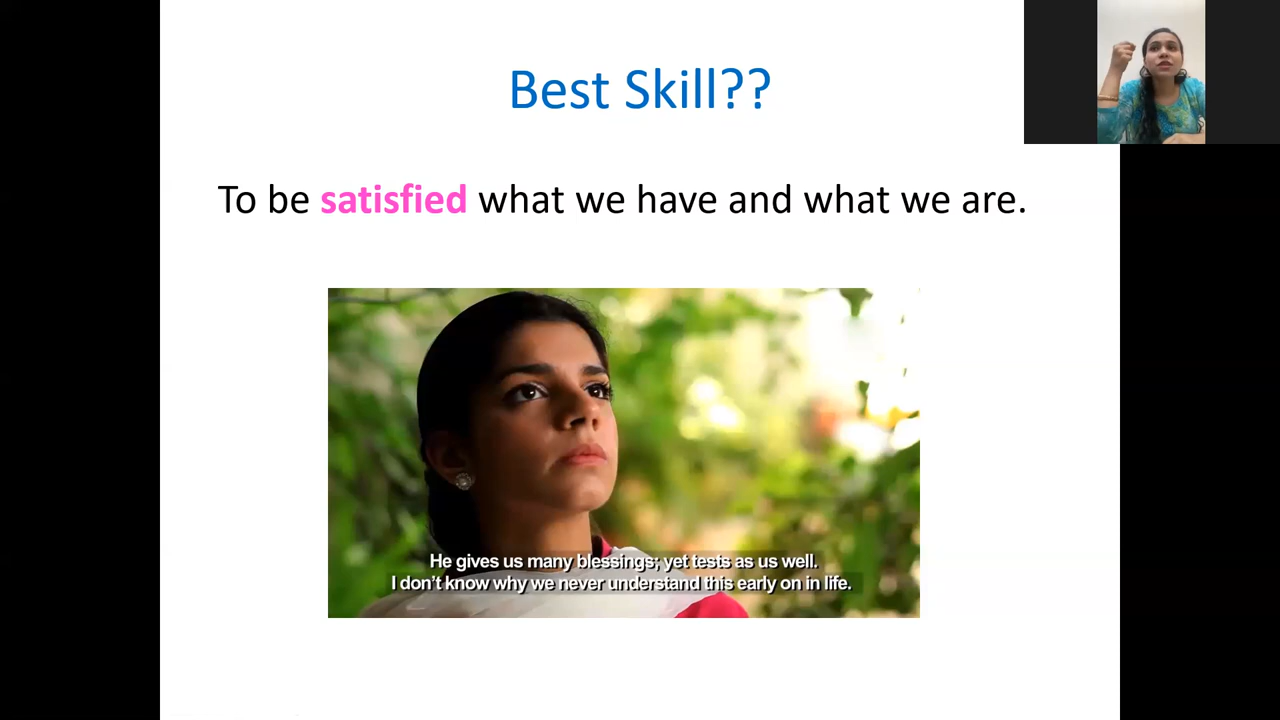 Best Skill??
To be satisfied what we have and what we are.
He gives us many blessings; yet tests as us well.
I don't know why we never understand this early on in life.